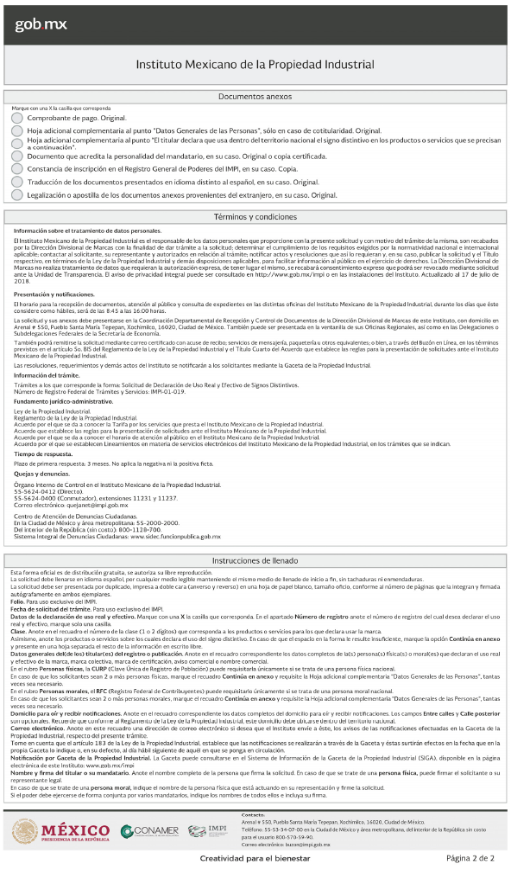 gob.mx
Instituto Mexicano de la Propiedad Industrial
Documentos anexos
Marque con una X la casilla que corresponda
Comprobante de pago. Original.
Hoja adicional complementaria al punto "Datos Generales de las Personas", sólo en caso de cotitularidad. Original.
Hoja adicional complementaria al punto "El titular declara que usa dentro del territorio nacional el signo distintivo en los productos o servicios que se precisan
a continuación".
Documento que acredita la personalidad del mandatario, en su caso. Original o copia certificada.
Constancia de inscripción en el Registro General de Poderes del IMPI, en su caso. Copia.
Traducción de los documentos presentados en idioma distinto al español, en su caso. Original.
Legalización o apostilla de los documentos anexos provenientes del extranjero, en su caso. Original.
Términos y condiciones
Información sobre el tratamiento de datos personales.
El Instituto Mexicano de la Propiedad Industrial es el responsable de los datos personales que proporcione con la presente solicitud y con motivo del trámite de la misma, son recabados
por la Dirección Divisional de Marcas con la finalidad de dar trámite a la solicitud; determinar el cumplimiento de los requisitos exigidos por la normatividad nacional e internacional
aplicable; contactar al solicitante, su representante y autorizados en relación al trámite; notificar actos y resoluciones que así lo requieran y, en su caso, publicar la solicitud y el Título
respectivo, en términos de la Ley de la Propiedad Industrial y demás disposiciones aplicables, para facilitar información al público en el ejercicio de derechos. La Dirección Divisional de
Marcas no realiza tratamiento de datos que requieran la autorización expresa, de tener lugar el mismo, se recabará consentimiento expreso que podrá ser revocado mediante solicitud
ante la Unidad de Transparencia. El aviso de privacidad integral puede ser consultado en http://www.gob.mx/impi o en las instalaciones del Instituto. Actualizado al 17 de julio de
2018.
Presentación y notificaciones.
El horario para la recepción de documentos, atención al público y consulta de expedientes en las distintas oficinas del Instituto Mexicano de la Propiedad Industrial, durante los días que éste
considere como hábiles, será de las 8:45 a las 16:00 horas.
La solicitud y sus anexos deberán presentarse en la Coordinación Departamental de Recepción y Control de Documentos de la Dirección Divisional de Marcas de este Instituto, con domicilio en
Arenal # 550, Pueblo Santa María Tepepan, Xochimilco, 16020, Ciudad de México. También puede ser presentada en la ventanilla de sus Oficinas Regionales, así como en las Delegaciones o
Subdelegaciones Federales de la Secretaría de Economía.
También podrá remitirse la solicitud mediante correo certificado con acuse de recibo; servicios de mensajería, paquetería u otros equivalentes; o bien, a través del Buzón en Línea, en los términos
previstos en el artículo 5o. BIS del Reglamento de la Ley de la Propiedad Industrial y el Título Cuarto del Acuerdo que establece las reglas para la presentación de solicitudes ante el Instituto
Mexicano de la Propiedad Industrial.
Las resoluciones, requerimientos y demás actos del Instituto se notificarán a los solicitantes mediante la Gaceta de la Propiedad Industrial.
Información del trámite.
Trámites a los que corresponde la forma: Solicitud de Declaración de Uso Real y Efectivo de Signos Distintivos.
Número de Registro Federal de Trámites y Servicios: IMPI-01-019.
Fundamento jurídico-administrativo.
Ley de la Propiedad Industrial.
Reglamento de la Ley de la Propiedad Industrial.
Acuerdo por el que se da a conocer la Tarifa por los servicios que presta el Instituto Mexicano de la Propiedad Industrial.
Acuerdo que establece las reglas para la presentación de solicitudes ante el Instituto Mexicano de la Propiedad Industrial.
Acuerdo por el que se da a conocer el horario de atención al público en el Instituto Mexicano de la Propiedad Industrial.
Acuerdo por el que se establecen Lineamientos en materia de servicios electrónicos del Instituto Mexicano de la Propiedad Industrial, en los trámites que se indican.
Tiempo de respuesta.
Plazo de primera respuesta: 3 meses. No aplica la negativa ni la positiva ficta.
Quejas y denuncias.
Órgano Interno de Control en el Instituto Mexicano de la Propiedad Industrial.
55-5624-0412 (Directo).
55-5624-0400 (Conmutador), extensiones 11231 y 11237.
Correo electrónico: quejanet@impi.gob.mx
Centro de Atención de Denuncias Ciudadanas.
En la Ciudad de México y área metropolitana: 55-2000-2000.
Del interior de la República (sin costo): 800-1128-700.
Sistema Integral de Denuncias Ciudadanas: www.sidec.funcionpublica.gob.mx
Instrucciones de llenado
Esta forma oficial es de distribución gratuita, se autoriza su libre reproducción.
La solicitud debe llenarse en idioma español, por cualquier medio legible manteniendo el mismo medio de llenado de inicio a fin, sin tachaduras ni enmendaduras.
La solicitud debe ser presentada por duplicado, impresa a doble cara (anverso y reverso) en una hoja de papel blanco, tamaño oficio, conforme al número de páginas que la integran y firmada
autógrafamente en ambos ejemplares.
Folio. Para uso exclusivo del IMPI.
Fecha de solicitud del trámite. Para uso exclusivo del IMPI.
Datos de la declaración de uso real y efectivo. Marque con una X la casilla que corresponda. En el apartado Número de registro anote el número de registro del cual desea declarar el uso
real y efectivo, marque solo una casilla.
Clase. Anote en el recuadro el número de la clase (1 o 2 dígitos) que corresponda a los productos o servicios para los que declara usar la marca.
Asimismo, anote los productos o servicios sobre los cuales declara el uso del signo distintivo. En caso de que el espacio en la forma le resulte insuficiente, marque la opción Continúa en anexo
y presente en una hoja separada el resto de la información en escrito libre.
Datos generales del(de los) titular(es) del registro o publicación. Anote en el recuadro correspondiente los datos completos de la(s) persona(s) física(s) o moral(es) que declaran el uso real
y efectivo de la marca, marca colectiva, marca de certificación, aviso comercial o nombre comercial.
En el rubro Personas físicas, la CURP (Clave Única de Registro de Población) puede requisitarla únicamente si se trata de una persona física nacional.
En caso de que los solicitantes sean 2 o más personas físicas, marque el recuadro Continúa en anexo y requisite la Hoja adicional complementaria "Datos Generales de las Personas", tantas
veces sea necesario.
En el rubro Personas morales, el RFC (Registro Federal de Contribuyentes) puede requisitarlo únicamente si se trata de una persona moral nacional.
En caso de que los solicitantes sean 2 o más personas morales, marque el recuadro Continúa en anexo y requisite la Hoja adicional complementaria "Datos Generales de las Personas", tantas
veces sea necesario.
Domicilio para oír y recibir notificaciones. Anote en el recuadro correspondiente los datos completos del domicilio para oír y recibir notificaciones. Los campos Entre calles y Calle posterior
son opcionales. Recuerde que conforme al Reglamento de la Ley de la Propiedad Industrial, este domicilio debe ubicarse dentro del territorio nacional.
Correo electrónico. Anote en este recuadro una dirección de correo electrónico si desea que el Instituto envíe a éste, los avisos de las notificaciones efectuadas en la Gaceta de la Propiedad
Industrial, respecto del presente trámite.
Tome en cuenta que el artículo 183 de la Ley de la Propiedad Industrial, establece que las notificaciones se realizarán a través de la Gaceta y éstas surtirán efectos en la fecha que en la
propia Gaceta le indique o, en su defecto, al día hábil siguiente de aquél en que se ponga en circulación.
Notificación por Gaceta de la Propiedad Industrial. La Gaceta puede consultarse en el Sistema de Información de la Gaceta de la Propiedad Industrial (SIGA), disponible en la página
electrónica de este Instituto: www.gob.mx/impi
Nombre y firma del titular o su mandatario. Anote el nombre completo de la persona que firma la solicitud. En caso de que se trate de una persona física, puede firmar el solicitante o su
representante legal.
En caso de que se trate de una persona moral, indique el nombre de la persona física que está actuando en su representación y firme la solicitud.
Si el poder debe ejercerse de forma conjunta por varios mandatarios, indique los nombres de todos ellos e incluya su firma.
MÉXICO
PRESIDENCIA DE LA REPÚBLICA
CONAMER
IMPI
Contacto:
Arenal # 550, Pueblo Santa María Tepepan, Xochimilco, 16020, Ciudad de México.
Teléfono: 55-53-34-07-00 en la Ciudad de México y área metropolitana, del interior de la República sin costo
para el usuario 800-570-59-90.
Correo electrónico: buzon@impi.gob.mx
Creatividad para el bienestar
Página 2 de 2